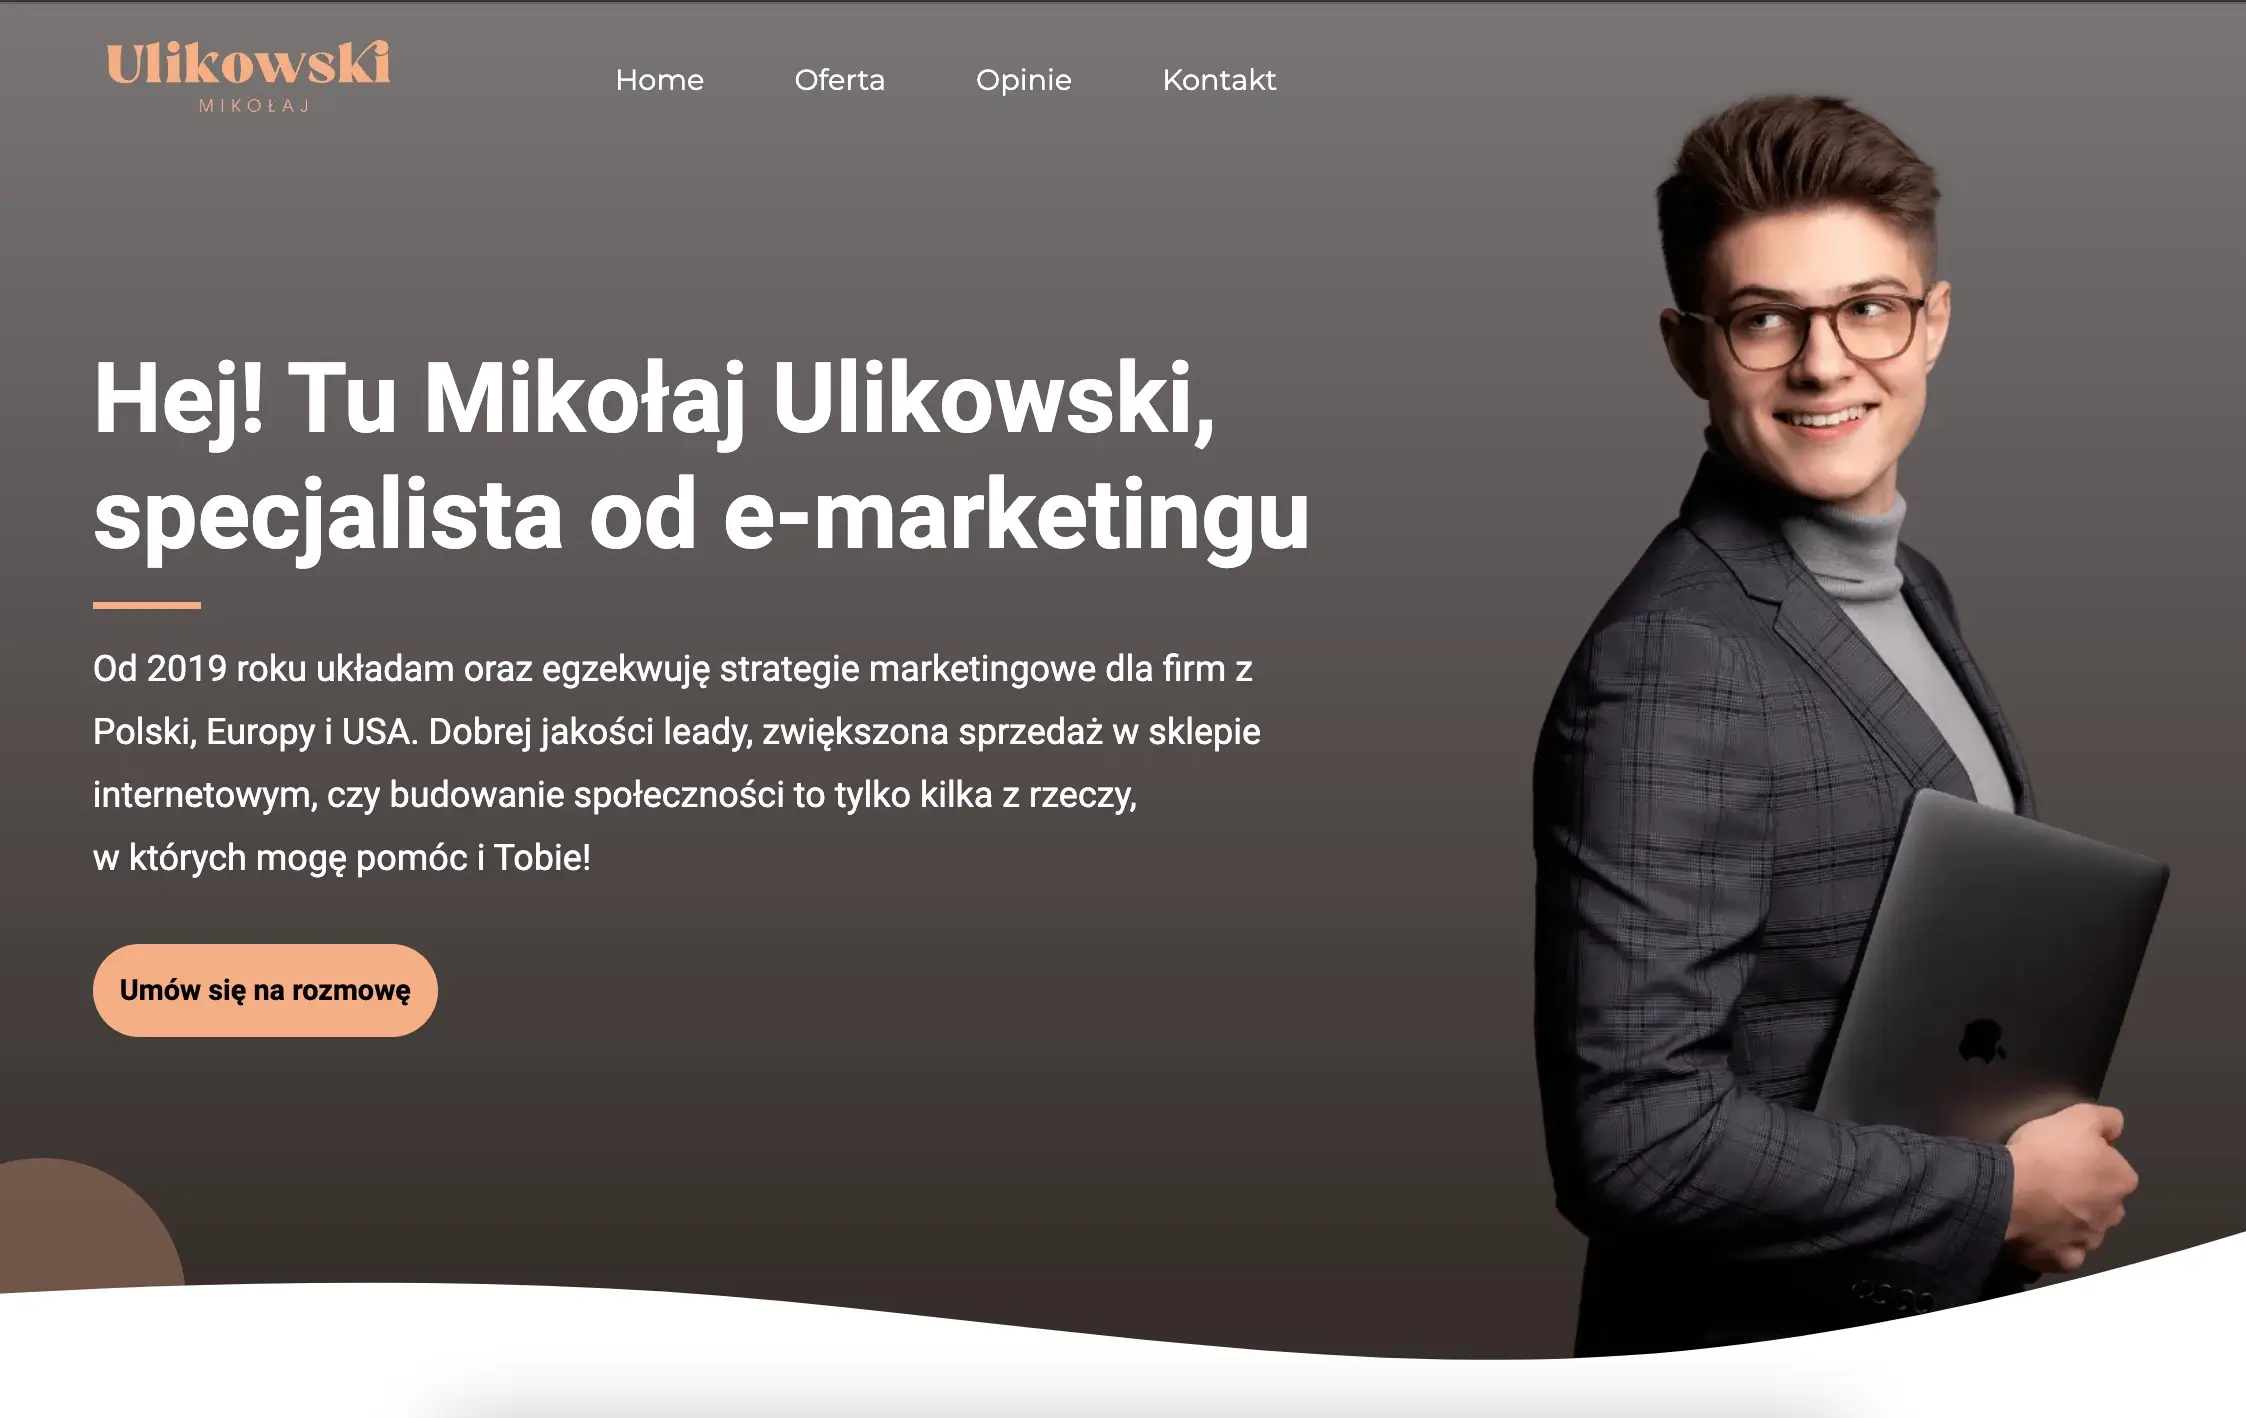 Ulikowski
MIKOŁAJ
Home
Oferta
Opinie
Kontakt
Hej! Tu Mikołaj Ulikowski,
specjalista od e-marketingu
Od 2019 roku układam oraz egzekwuję strategie marketingowe dla firm z
Polski, Europy i USA. Dobrej jakości leady, zwiększona sprzedaż w sklepie
internetowym, czy budowanie społeczności to tylko kilka z rzeczy,
w których mogę pomóc i Tobie!
Umów się na rozmowę